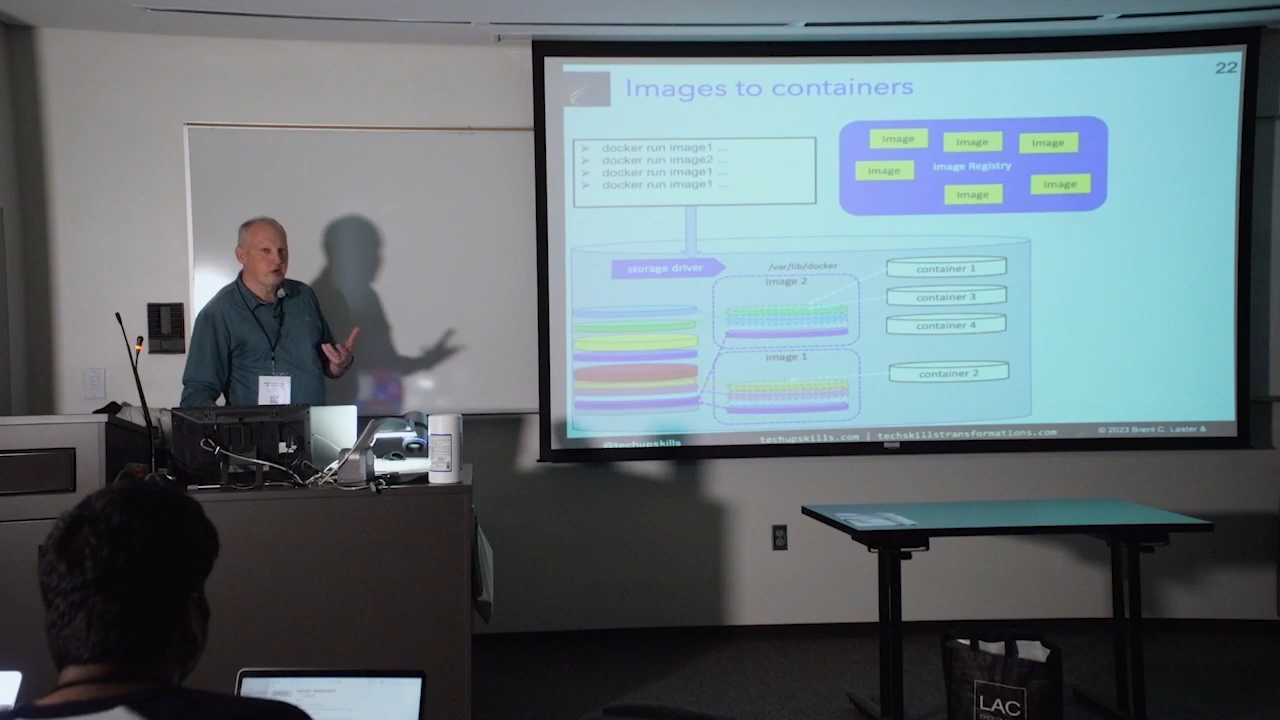 22
Images to containers
docker run image1 ...
docker run image2 ...
docker run image1 ...
docker run image1 ...
Image
Image
Image
Image
Image Registry
Image
Image
storage driver
/var/lib/docker
image 2
image 1
container 1
container 3
container 4
container 2
@techupskills
techupskills.com | techskillstransformations.com
© 2023 Brent C. Laster &
LAC